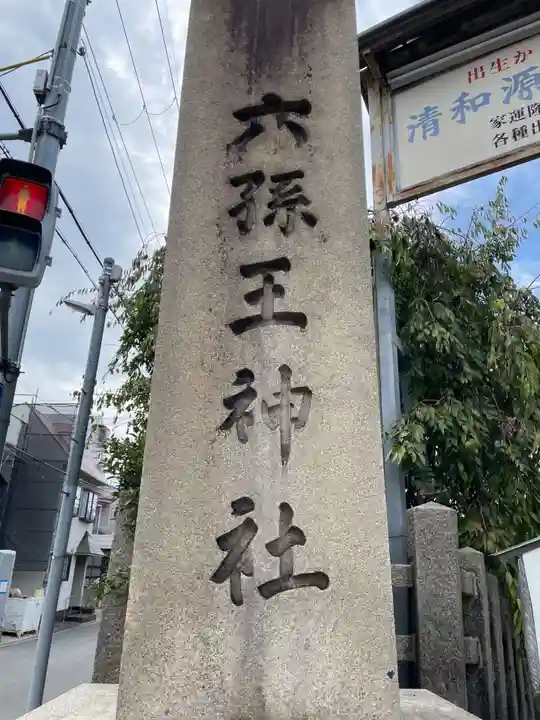 六孫王神社
出生か
清和源
家運隆
各種出